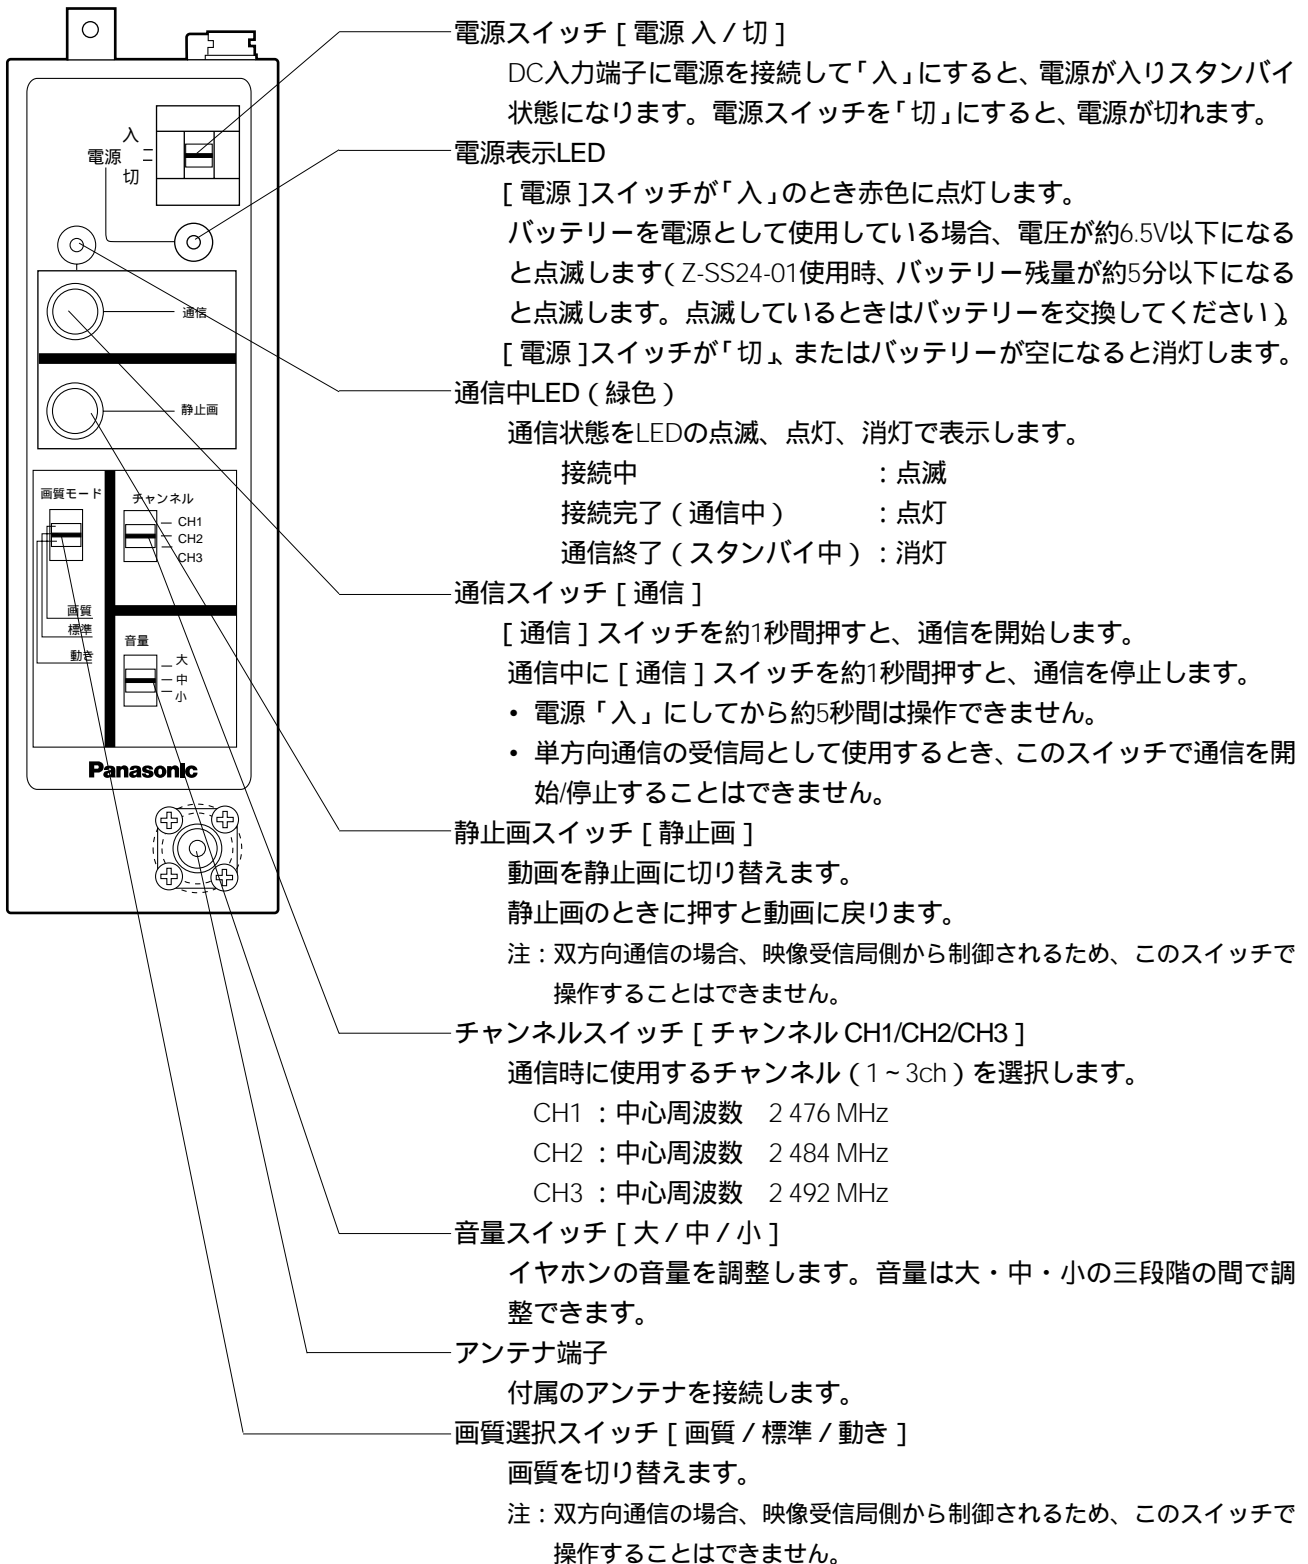 電源スイッチ [ 電源 入 / 切 ]
DC入力端子に電源を接続して「入」にすると、電源が入りスタンバイ
状態になります。電源スイッチを「切」にすると、電源が切れます。
電源表示LED
[ 電源 ]スイッチが「入」のとき赤色に点灯します。
バッテリーを電源として使用している場合、電圧が約6.5V以下になる
と点滅します( Z-SS24-01使用時、バッテリー残量が約5分以下になる
と点滅します。点滅しているときはバッテリーを交換してください)。
[ 電源 ]スイッチが「切」、またはバッテリーが空になると消灯します。
通信中LED ( 緑色 )
通信状態をLEDの点滅、点灯、消灯で表示します。
接続中 : 点滅
接続完了 ( 通信中 ) : 点灯
通信終了 ( スタンバイ中 ) : 消灯
通信スイッチ [ 通信 ]
[ 通信 ] スイッチを約1秒間押すと、通信を開始します。
通信中に [ 通信 ] スイッチを約1秒間押すと、通信を停止します。
・ 電源「入」にしてから約5秒間は操作できません。
・ 単方向通信の受信局として使用するとき、このスイッチで通信を開
始/停止することはできません。
静止画スイッチ [ 静止画 ]
動画を静止画に切り替えます。
静止画のときに押すと動画に戻ります。
注 : 双方向通信の場合、映像受信局側から制御されるため、このスイッチで
操作することはできません。
チャンネルスイッチ [ チャンネル CH1/CH2/CH3 ]
通信時に使用するチャンネル ( 1 ~ 3ch ) を選択します。
CH1 : 中心周波数 2 476 MHz
CH2 : 中心周波数 2 484 MHz
CH3 : 中心周波数 2 492 MHz
音量スイッチ [ 大 / 中 / 小 ]
イヤホンの音量を調整します。音量は大・中・小の三段階の間で調
整できます。
アンテナ端子
付属のアンテナを接続します。
画質選択スイッチ [ 画質 / 標準 / 動き ]
画質を切り替えます。
注 : 双方向通信の場合、映像受信局側から制御されるため、このスイッチで
操作することはできません。
入
電源
切
通信
静止画
画質モード
チャンネル
CH1
CH2
CH3
画質
標準
動き
音量
大
中
小
Panasonic